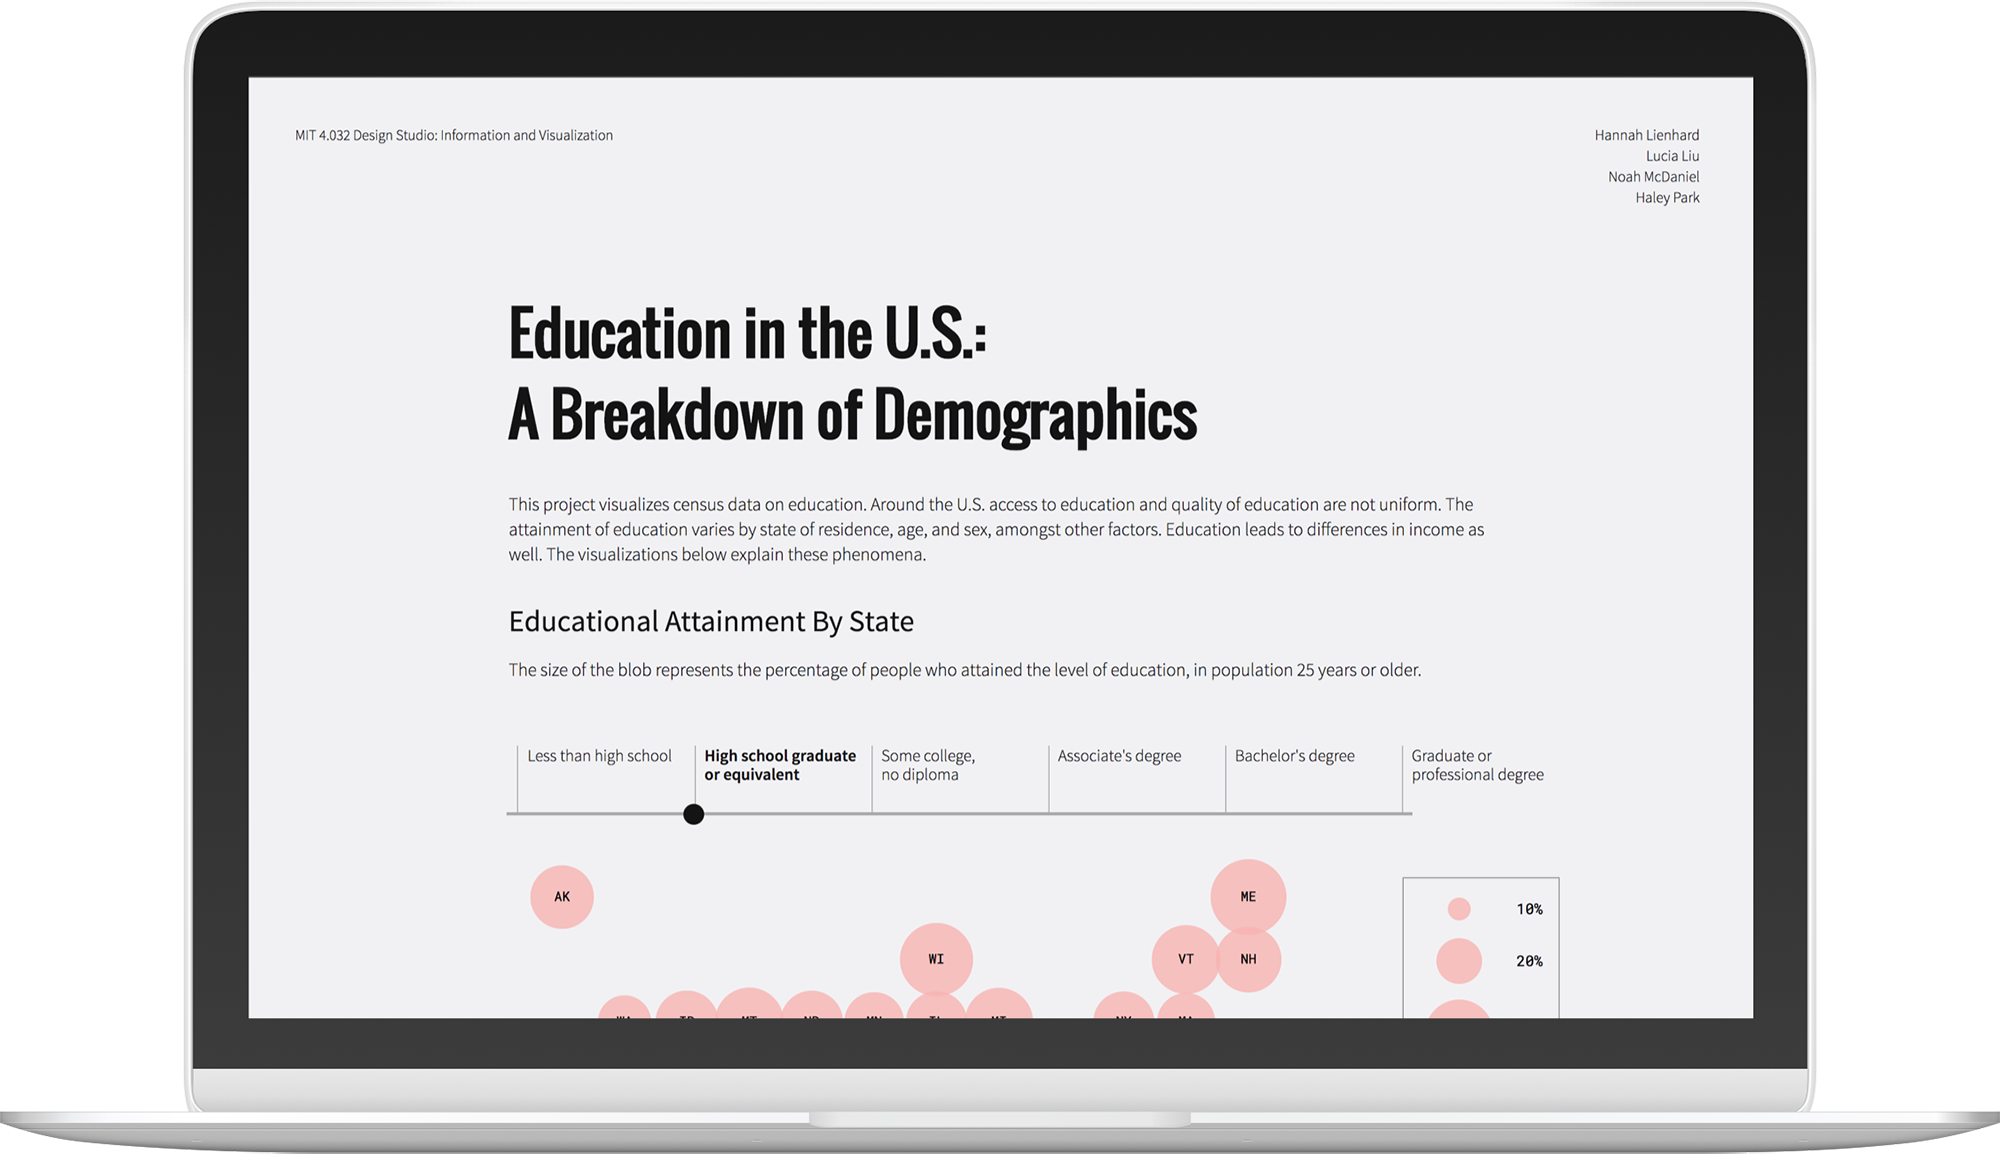 MIT 4.032 Design Studio: Information and Visualization
Hannah Lienhard
Lucia Liu
Noah McDaniel
Haley Park
Education in the U.S.:
A Breakdown of Demographics
This project visualizes census data on education. Around the U.S. access to education and quality of education are not uniform. The
attainment of education varies by state of residence, age, and sex, amongst other factors. Education leads to differences in income as
well. The visualizations below explain these phenomena.
Educational Attainment By State
The size of the blob represents the percentage of people who attained the level of education, in population 25 years or older.
Less than high school
High school graduate
or equivalent
Some college,
no diploma
Associate's degree
Bachelor's degree
Graduate or
professional degree
AK
ME
10%
WI
VT
NH
20%